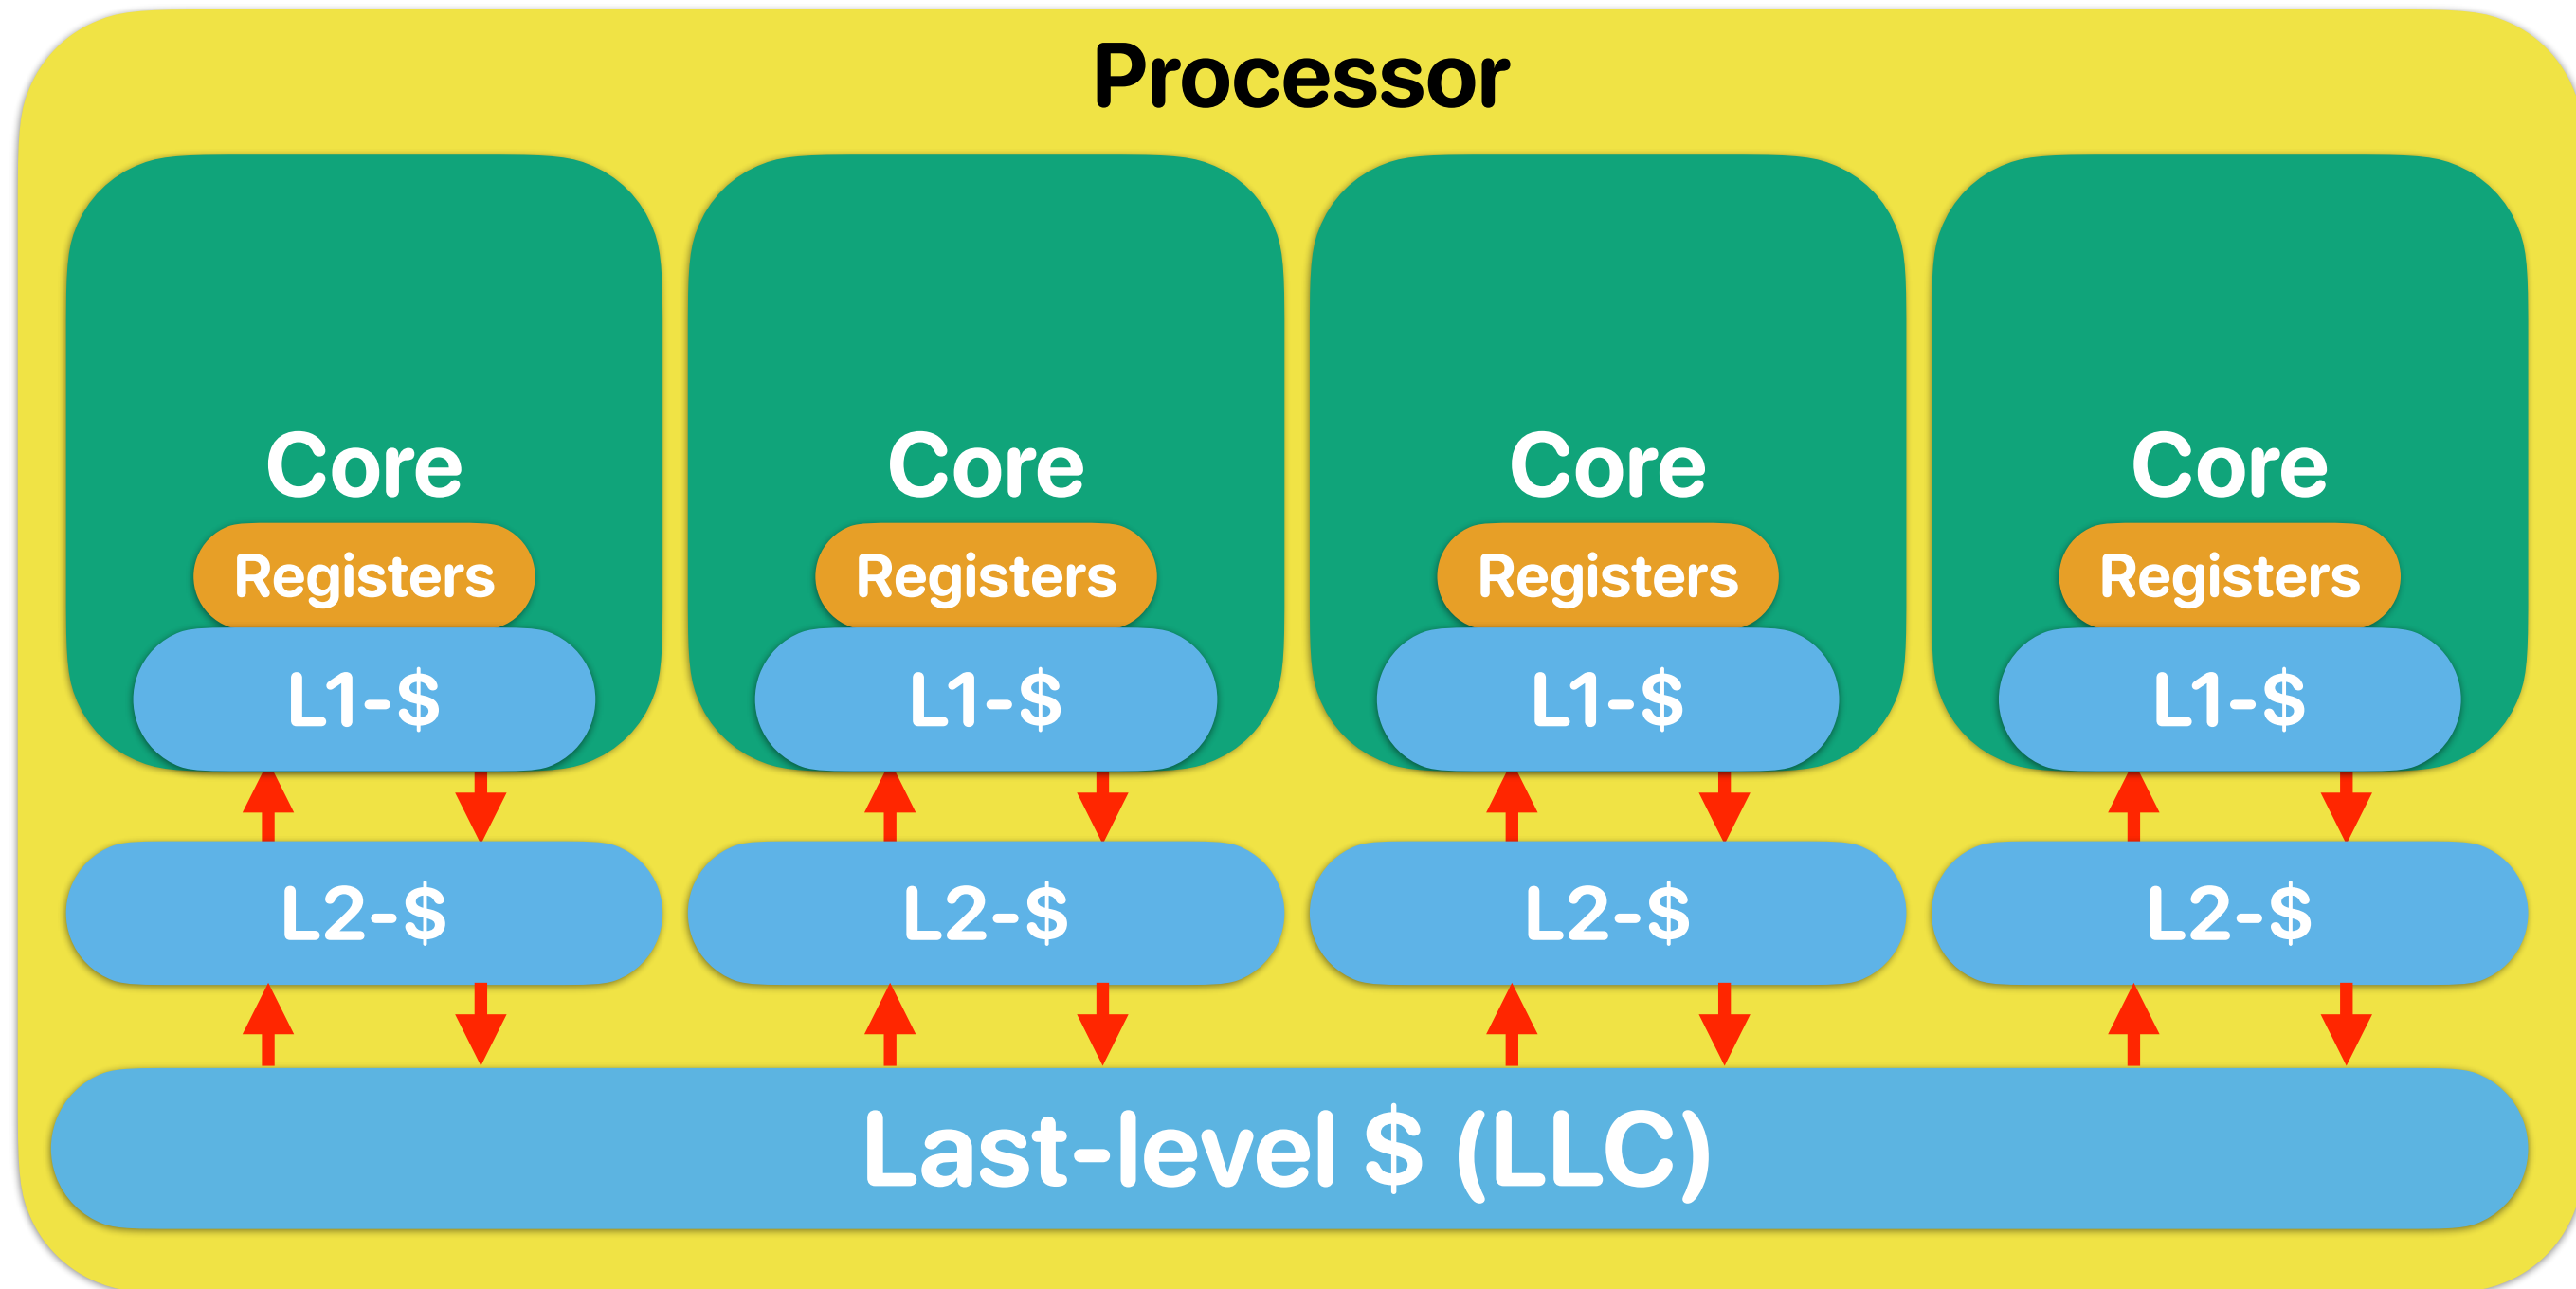 Processor
Core Core Core Core
Registers Registers Registers Registers
L1-$ L1-$ L1-$ L1-$
L2-$ L2-$ L2-$ L2-$
Last-level $ (LLC)